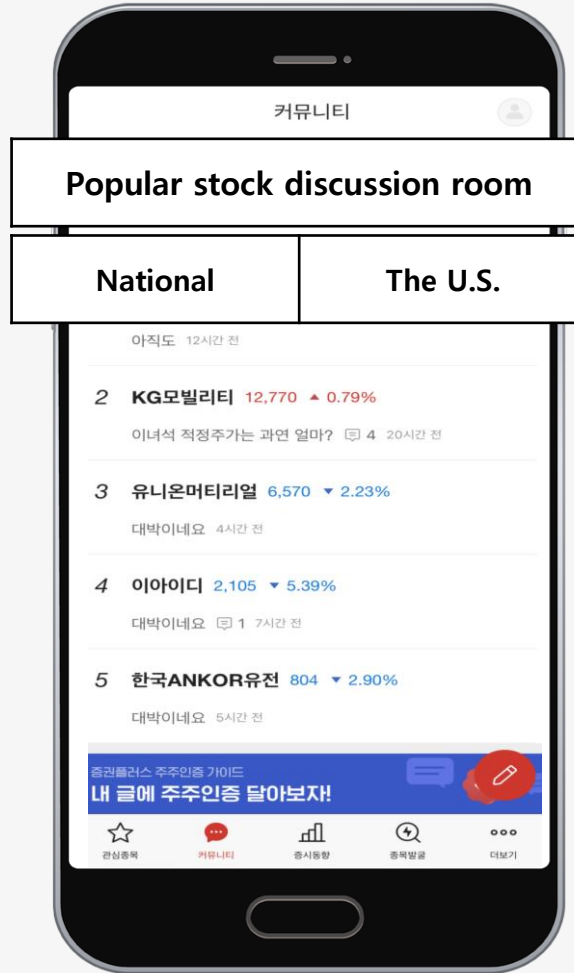 커뮤니티
Popular stock discussion room
National The U.S.
아직도 12시간 전
2 KG모빌리티 12,770 ▲ 0.79%
이녀석 적정주가는 과연 얼마? 4 20시간 전
3 유니온머티리얼 6,570 ▼ 2.23%
대박이네요 4시간 전
4 이아이디 2,105 ▼ 5.39%
대박이네요 1 7시간 전
5 한국ANKOR유전 804 ▼ 2.90%
대박이네요 5시간 전
증권플러스 주주인증 가이드
내 글에 주주인증 달아보자!
관심종목 커뮤니티 증시동향 종목발굴 더보기